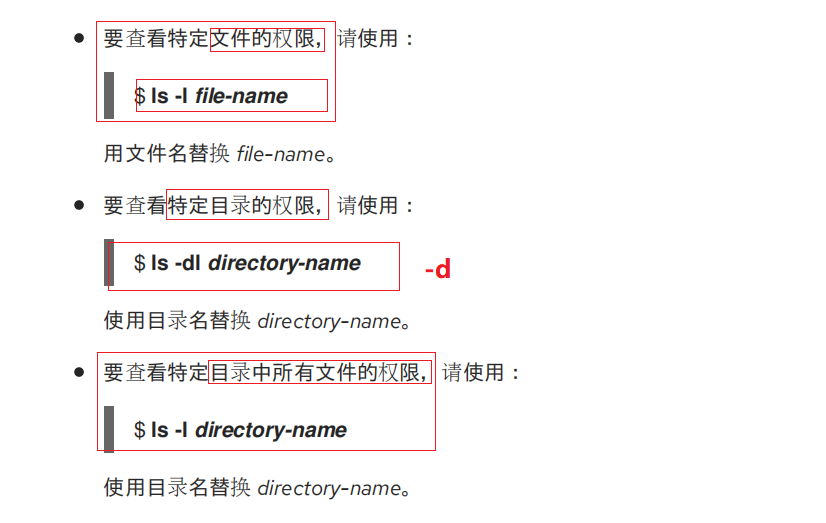 要查看特定文件的权限，请使用：
$ ls -l file-name
用文件名替换 file-name。
要查看特定目录的权限，请使用：
$ ls -dl directory-name
-d
使用目录名替换 directory-name。
要查看特定目录中所有文件的权限，请使用：
$ ls -l directory-name
使用目录名替换 directory-name。